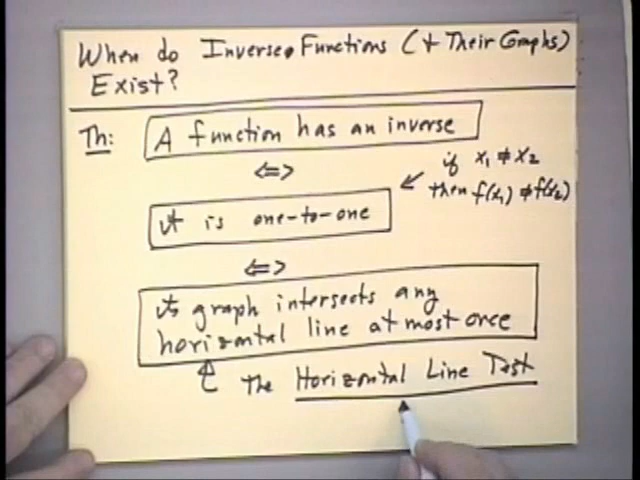 When do Inverse Functions (+ Their Graphs)
Exist?
Th: A function has an inverse
⇔
if x₁ ≠ x₂
then f(x₁) ≠ f(x₂)
it is one-to-one
⇔
its graph intersects any
horizontal line at most once
The Horizontal Line Test